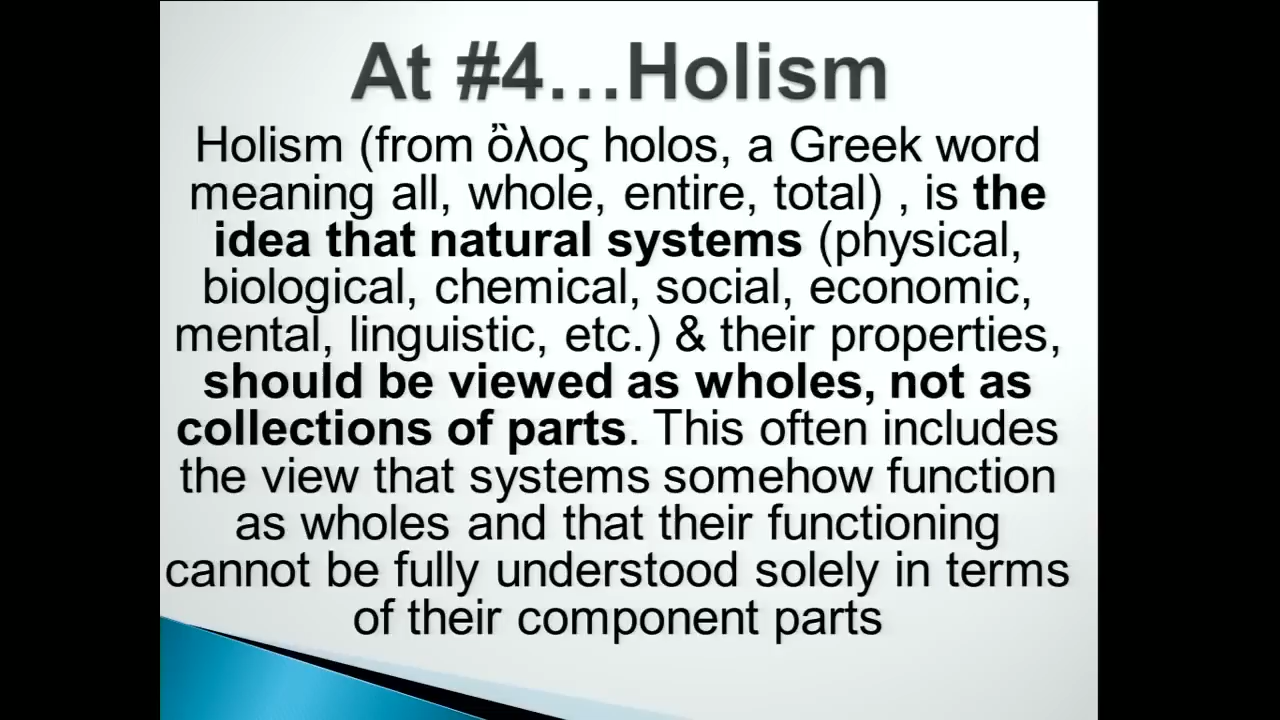 At #4...Holism
Holism (from ὂλος holos, a Greek word
meaning all, whole, entire, total) , is the
idea that natural systems (physical,
biological, chemical, social, economic,
mental, linguistic, etc.) & their properties,
should be viewed as wholes, not as
collections of parts. This often includes
the view that systems somehow function
as wholes and that their functioning
cannot be fully understood solely in terms
of their component parts